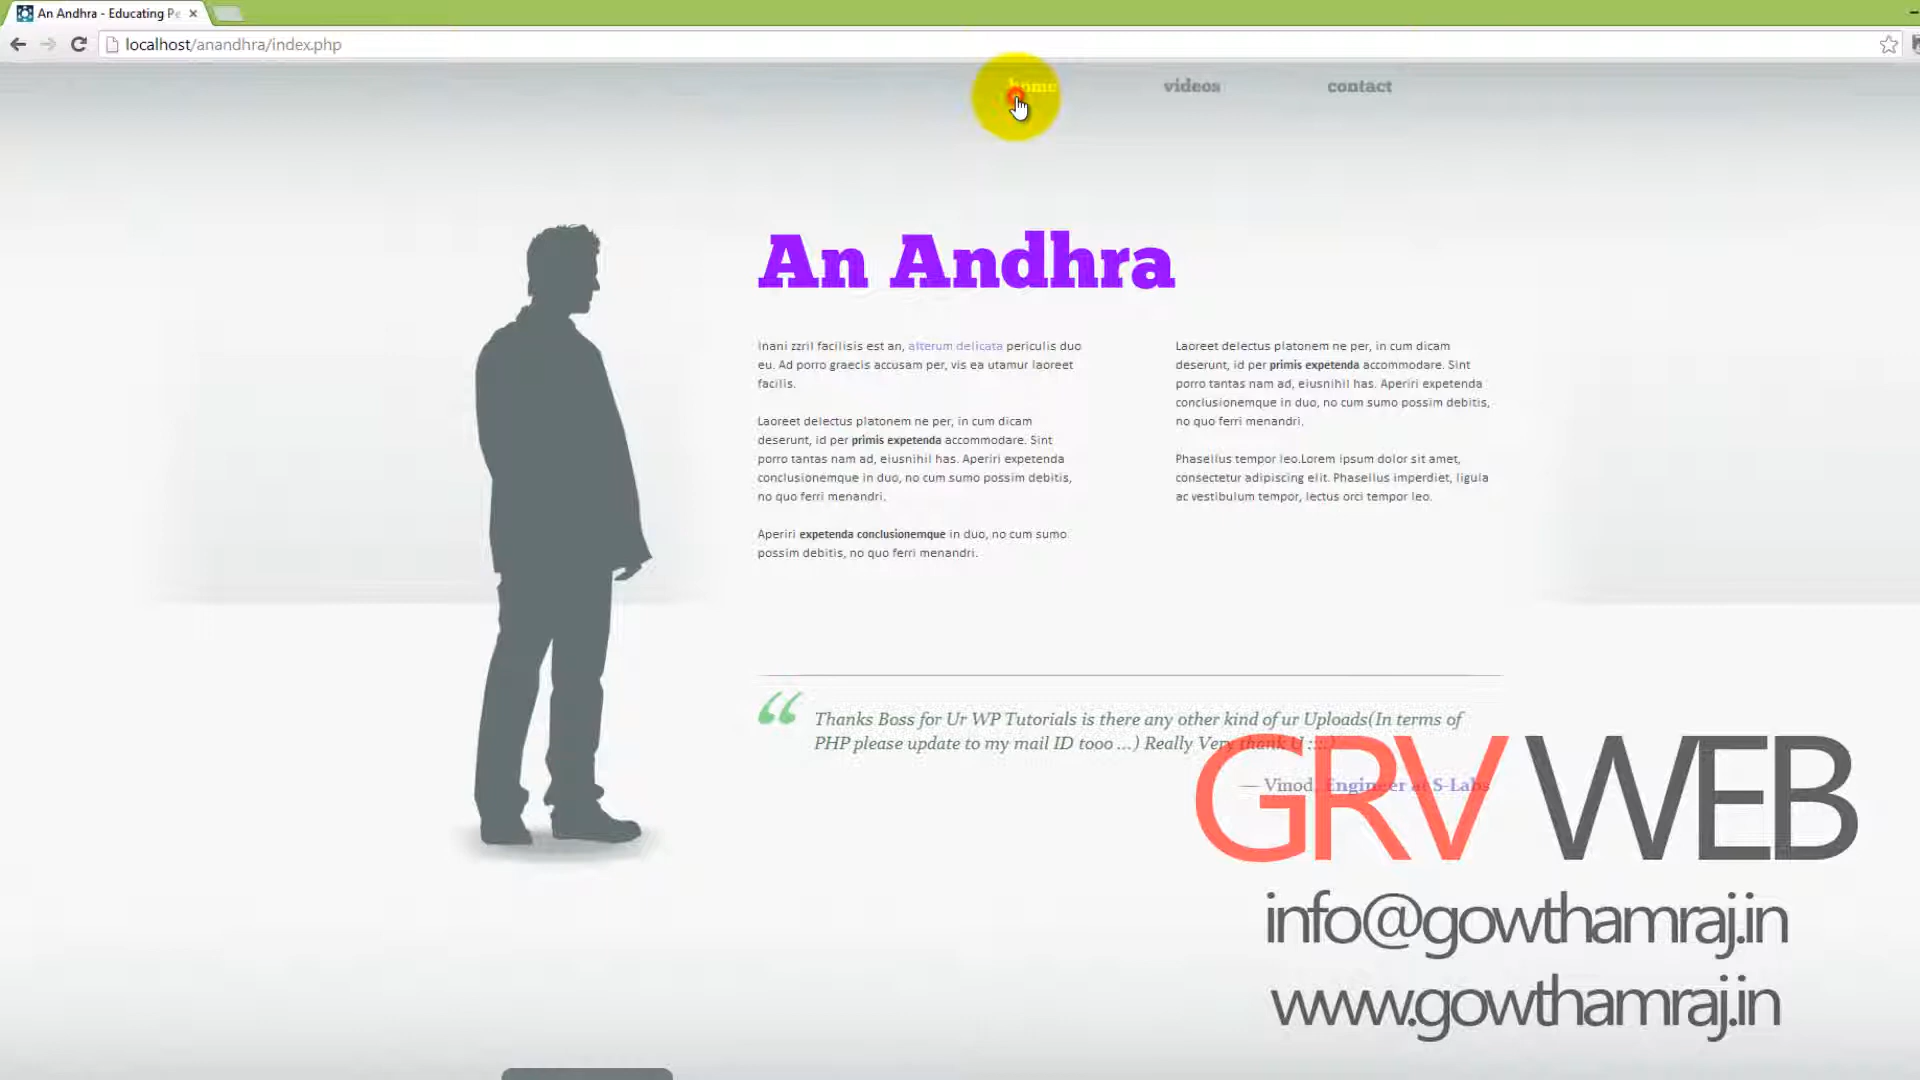 An Andhra - Educating Pe
localhost/anandhra/index.php
home videos contact
An Andhra
Inani zzril facilisis est an, alterum delicata periculis duo
eu. Ad porro graecis accusam per, vis ea utamur laoreet
facilis.
Laoreet delectus platonem ne per, in cum dicam
deserunt, id per primis expetenda accommodare. Sint
porro tantas nam ad, eiusnihil has. Aperiri expetenda
conclusionemque in duo, no cum sumo possim debitis,
no quo ferri menandri.
Aperiri expetenda conclusionemque in duo, no cum sumo
possim debitis, no quo ferri menandri.
Laoreet delectus platonem ne per, in cum dicam
deserunt, id per primis expetenda accommodare. Sint
porro tantas nam ad, eiusnihil has. Aperiri expetenda
conclusionemque in duo, no cum sumo possim debitis,
no quo ferri menandri.
Phasellus tempor leo.Lorem ipsum dolor sit amet,
consectetur adipiscing elit. Phasellus imperdiet, ligula
ac vestibulum tempor, lectus orci tempor leo.
“ Thanks Boss for Ur WP Tutorials is there any other kind of ur Uploads(In terms of
PHP please update to my mail ID tooo ...) Really Very thank U ::::)
— Vinod, Engineer at S-Labs
GRV WEB
info@gowthamraj.in
www.gowthamraj.in